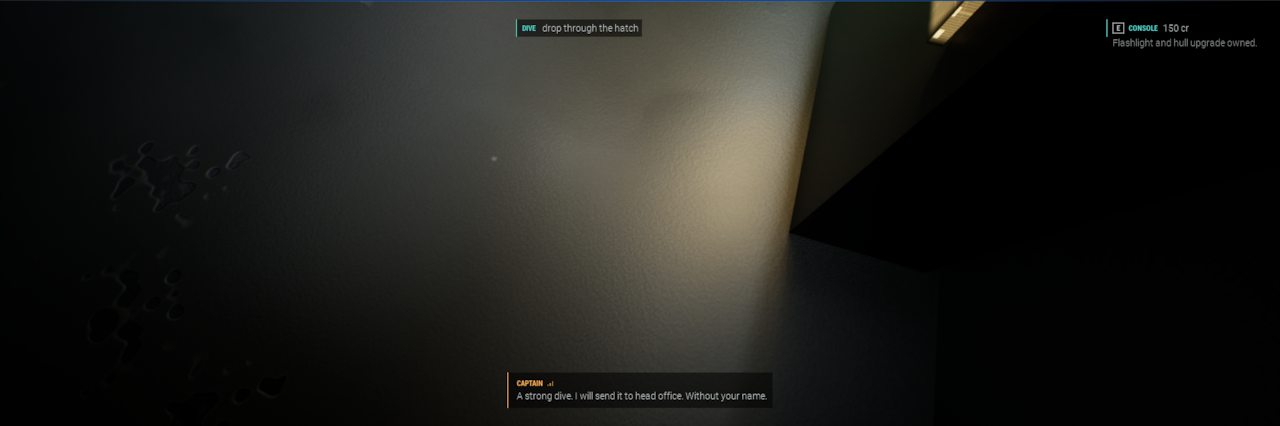 DIVE drop through the hatch
E CONSOLE 150 cr
Flashlight and hull upgrade owned.
CAPTAIN
A strong dive. I will send it to head office. Without your name.